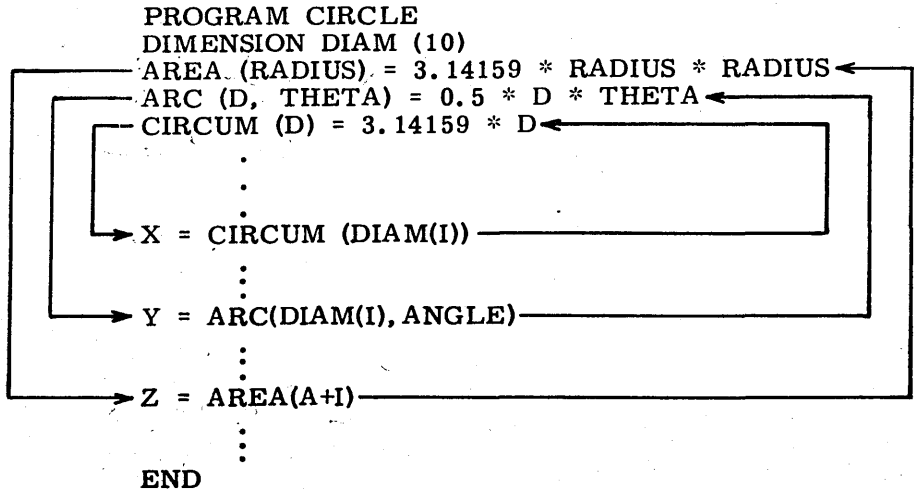 PROGRAM CIRCLE
DIMENSION DIAM (10)
AREA (RADIUS) = 3.14159 * RADIUS * RADIUS
ARC (D, THETA) = 0.5 * D * THETA
CIRCUM (D) = 3.14159 * D
X = CIRCUM (DIAM(I))
Y = ARC(DIAM(I), ANGLE)
Z = AREA(A+I)
END